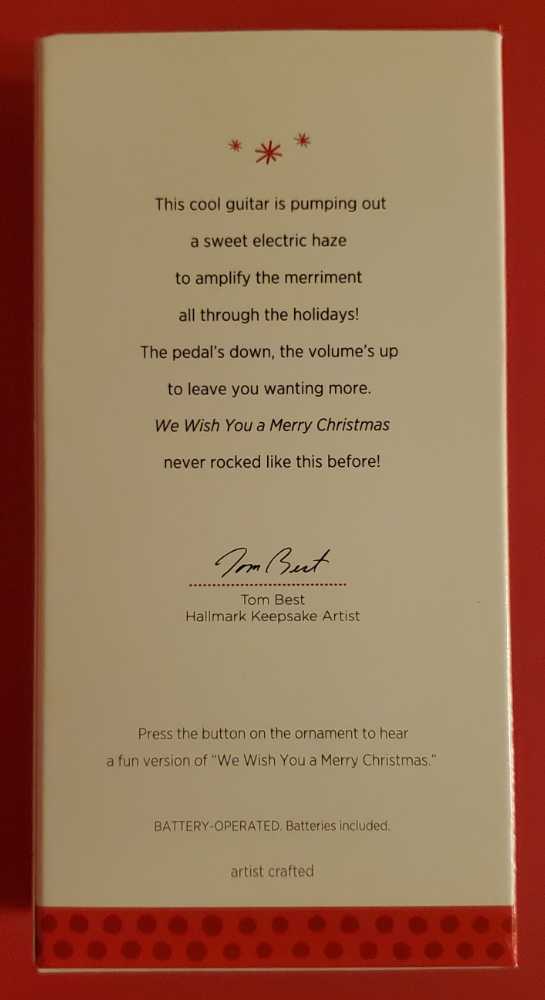 This cool guitar is pumping out
a sweet electric haze
to amplify the merriment
all through the holidays!
The pedal's down, the volume's up
to leave you wanting more.
We Wish You a Merry Christmas
never rocked like this before!
Tom Best
Tom Best
Hallmark Keepsake Artist
Press the button on the ornament to hear
a fun version of “We Wish You a Merry Christmas.”
BATTERY-OPERATED. Batteries included.
artist crafted